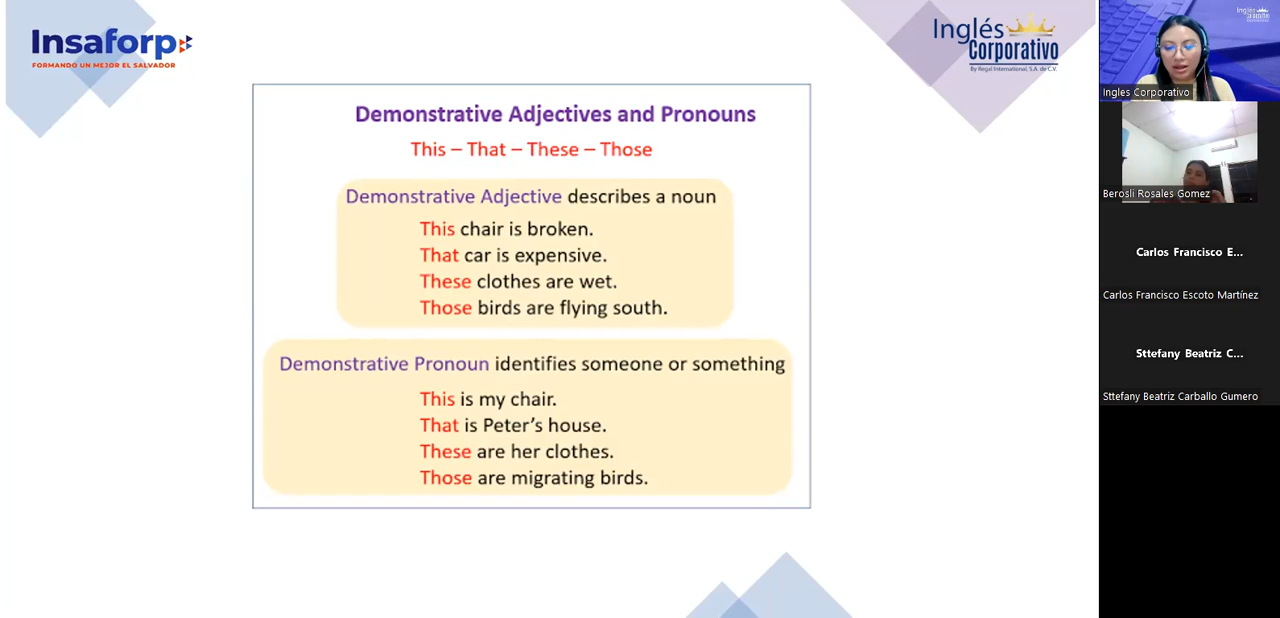 Insaforp
FORMANDO UN MEJOR EL SALVADOR
Inglés
Corporativo
By Regal International, S.A. de C.V.
Demonstrative Adjectives and Pronouns
This – That – These – Those
Demonstrative Adjective describes a noun
This chair is broken.
That car is expensive.
These clothes are wet.
Those birds are flying south.
Demonstrative Pronoun identifies someone or something
This is my chair.
That is Peter's house.
These are her clothes.
Those are migrating birds.
Ingles Corporativo
Berosli Rosales Gomez
Carlos Francisco E...
Carlos Francisco Escoto Martínez
Sttefany Beatriz C...
Sttefany Beatriz Carballo Gumero